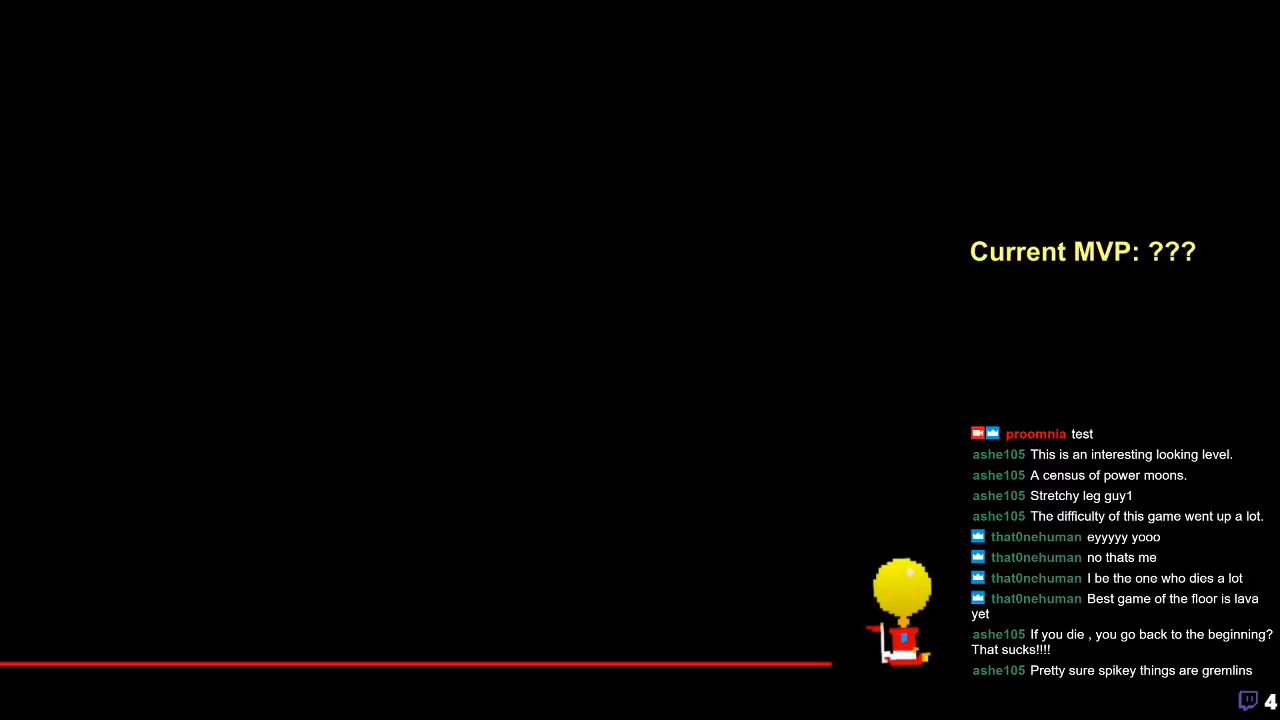 Current MVP: ???
proomnia test
ashe105 This is an interesting looking level.
ashe105 A census of power moons.
ashe105 Stretchy leg guy1
ashe105 The difficulty of this game went up a lot.
that0nehuman eyyyyy yooo
that0nehuman no thats me
that0nehuman I be the one who dies a lot
that0nehuman Best game of the floor is lava
yet
ashe105 If you die , you go back to the beginning?
That sucks!!!!
ashe105 Pretty sure spikey things are gremlins
4